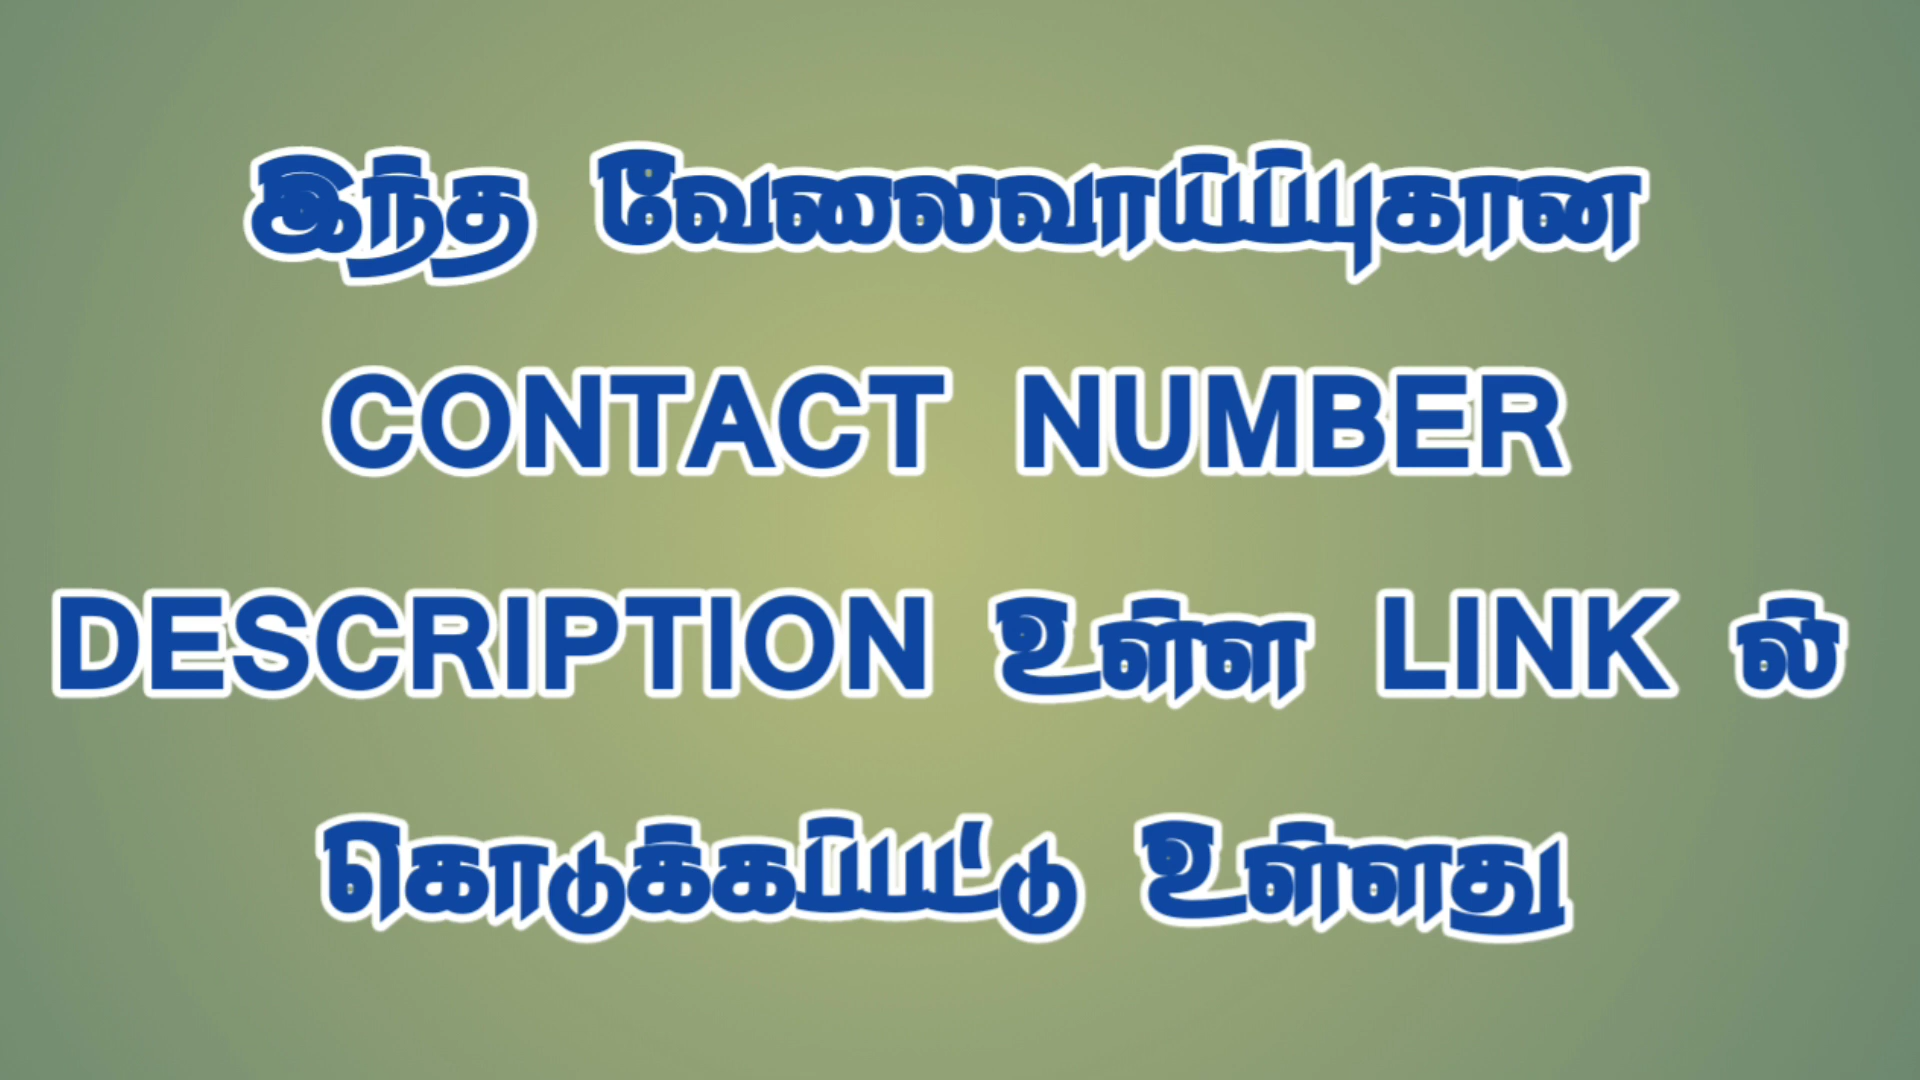 இந்த வேலைவாய்ப்புகான
CONTACT NUMBER
DESCRIPTION உள்ள LINK ல்
கொடுக்கப்பட்டு உள்ளது